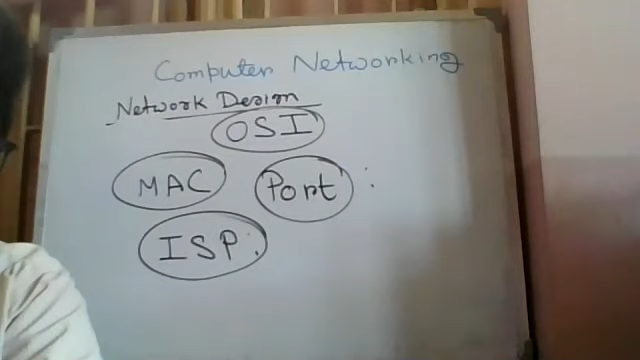 Computer Networking
Network Design
OSI
MAC Port :
ISP.